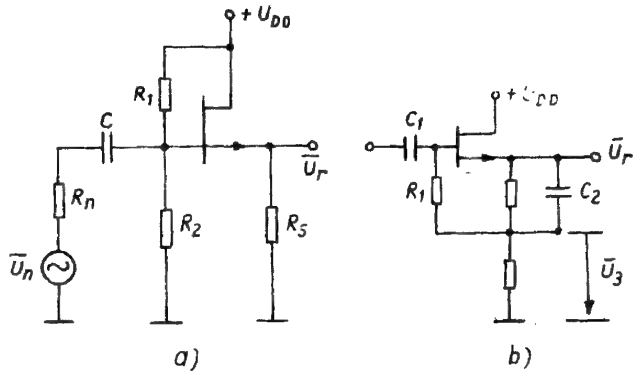 + U_DD
R_1
C
R_n
R_2
R_S
Ū_r
Ū_n
a)
+ U_DD
C_1
R_1
C_2
Ū_r
Ū_3
b)